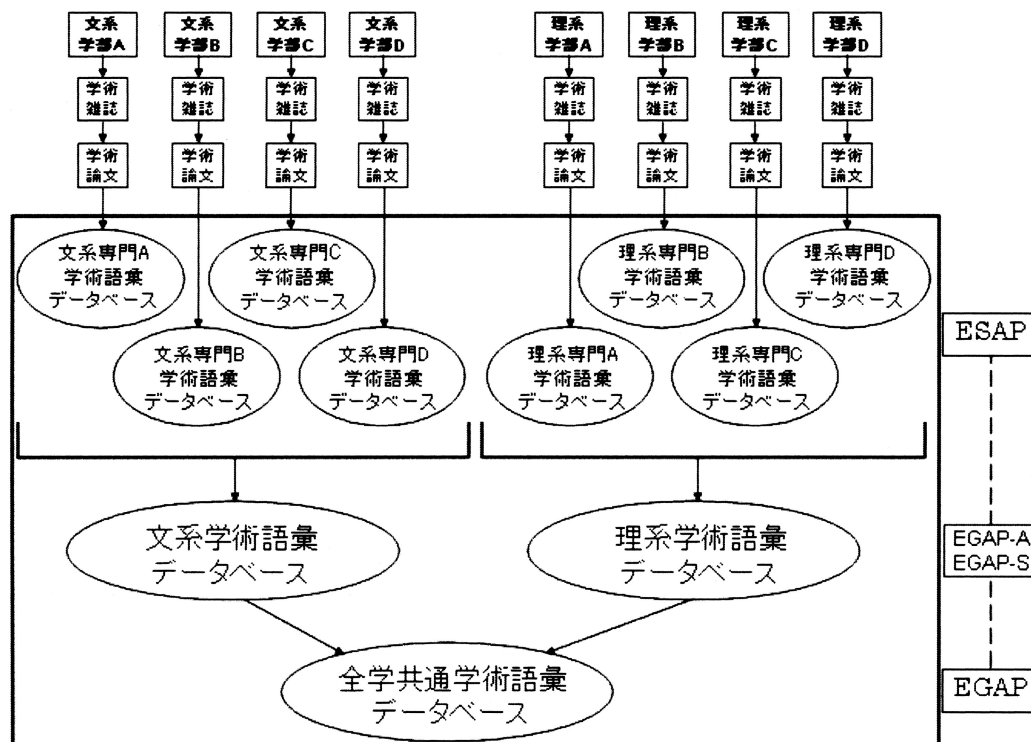 文系
学部A
文系
学部B
文系
学部C
文系
学部D
理系
学部A
理系
学部B
理系
学部C
理系
学部D
学術
雑誌
学術
雑誌
学術
雑誌
学術
雑誌
学術
雑誌
学術
雑誌
学術
雑誌
学術
雑誌
学術
論文
学術
論文
学術
論文
学術
論文
学術
論文
学術
論文
学術
論文
学術
論文
文系専門A
学術語彙
データベース
文系専門C
学術語彙
データベース
理系専門B
学術語彙
データベース
理系専門D
学術語彙
データベース
文系専門B
学術語彙
データベース
文系専門D
学術語彙
データベース
理系専門A
学術語彙
データベース
理系専門C
学術語彙
データベース
ESAP
文系学術語彙
データベース
理系学術語彙
データベース
EGAP-A
EGAP-S
全学共通学術語彙
データベース
EGAP